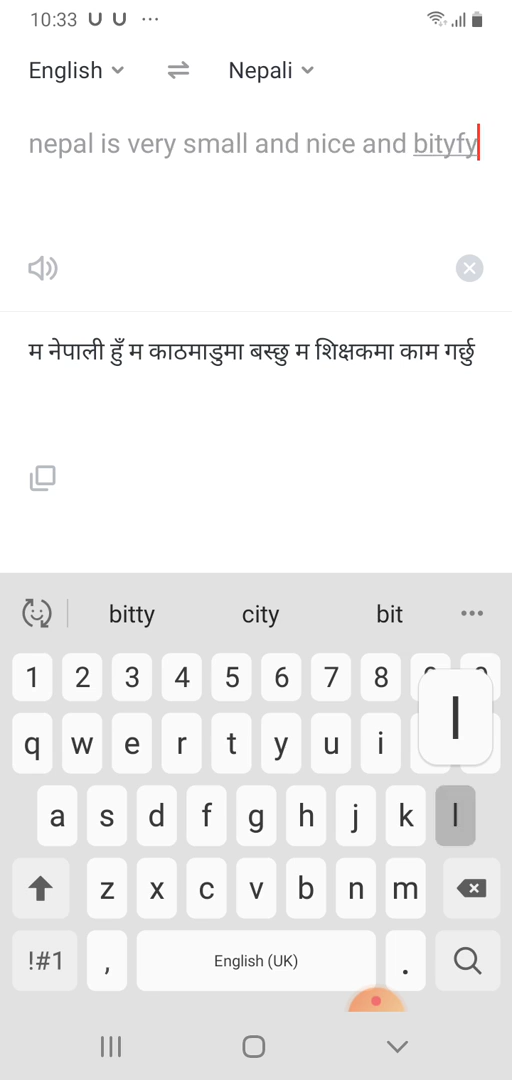 10:33 U U ...
English Nepali
nepal is very small and nice and bityfy
म नेपाली हुँ म काठमाडुमा बस्छु म शिक्षकमा काम गर्छु
bitty city bit ...
1 2 3 4 5 6 7 8
q w e r t y u i l
a s d f g h j k l
z x c v b n m
!#1 , English (UK) .